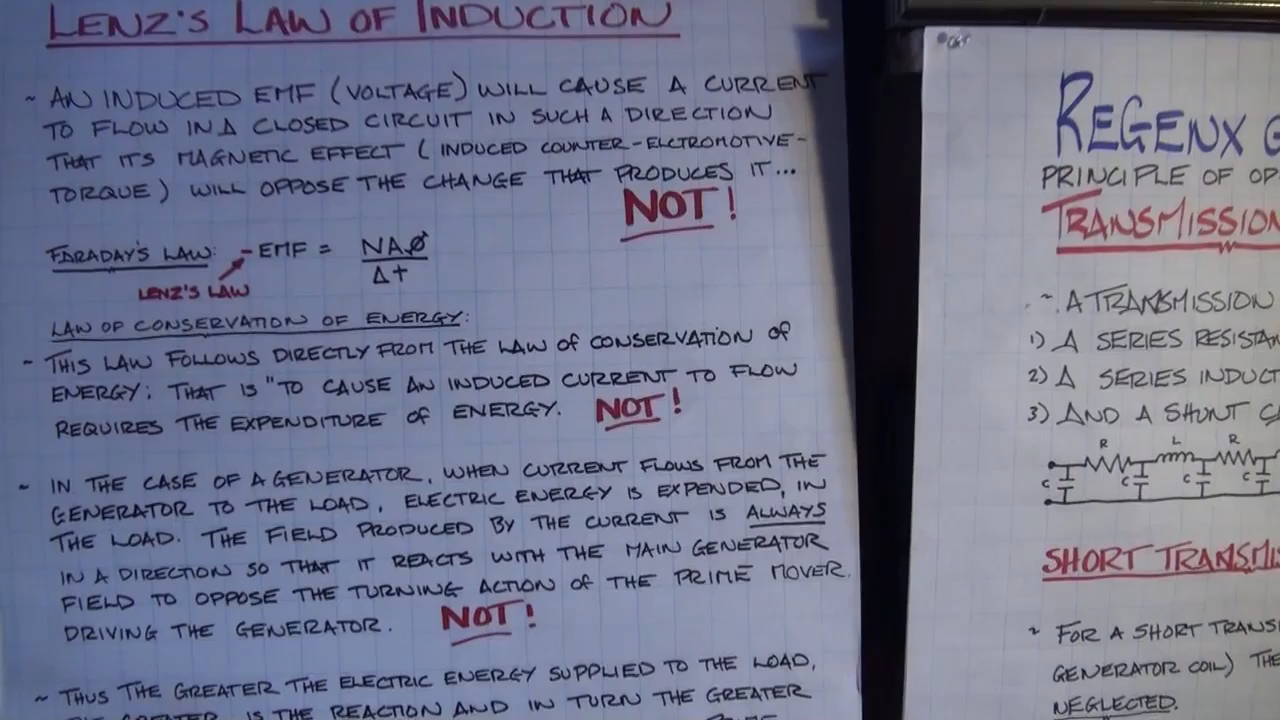 LENZ'S LAW OF INDUCTION
~ AN INDUCED EMF (VOLTAGE) WILL CAUSE A CURRENT
TO FLOW IN A CLOSED CIRCUIT IN SUCH A DIRECTION
THAT IT'S MAGNETIC EFFECT (INDUCED COUNTER-ELCTROMOTIVE-
TORQUE) WILL OPPOSE THE CHANGE THAT PRODUCES IT...
NOT!
FARADAY'S LAW: - EMF = NΔØ / Δt
LENZ'S LAW
LAW OF CONSERVATION OF ENERGY:
~ THIS LAW FOLLOWS DIRECTLY FROM THE LAW OF CONSERVATION OF
ENERGY; THAT IS "TO CAUSE AN INDUCED CURRENT TO FLOW
REQUIRES THE EXPENDITURE OF ENERGY. NOT!
~ IN THE CASE OF A GENERATOR, WHEN CURRENT FLOWS FROM THE
GENERATOR TO THE LOAD, ELECTRIC ENERGY IS EXPENDED, IN
THE LOAD. THE FIELD PRODUCED BY THE CURRENT IS ALWAYS
IN A DIRECTION SO THAT IT REACTS WITH THE MAIN GENERATOR
FIELD TO OPPOSE THE TURNING ACTION OF THE PRIME MOVER
DRIVING THE GENERATOR. NOT!
~ THUS THE GREATER THE ELECTRIC ENERGY SUPPLIED TO THE LOAD,
IS THE REACTION AND IN TURN THE GREATER
REGENX G
PRINCIPLE OF OP
TRANSMISSION
~ A TRANSMISSION
1) A SERIES RESISTAN
2) A SERIES INDUCT
3) AND A SHUNT CA
R L R
C C C C
SHORT TRANSMI
~ FOR A SHORT TRANS
GENERATOR COIL) THE
NEGLECTED.